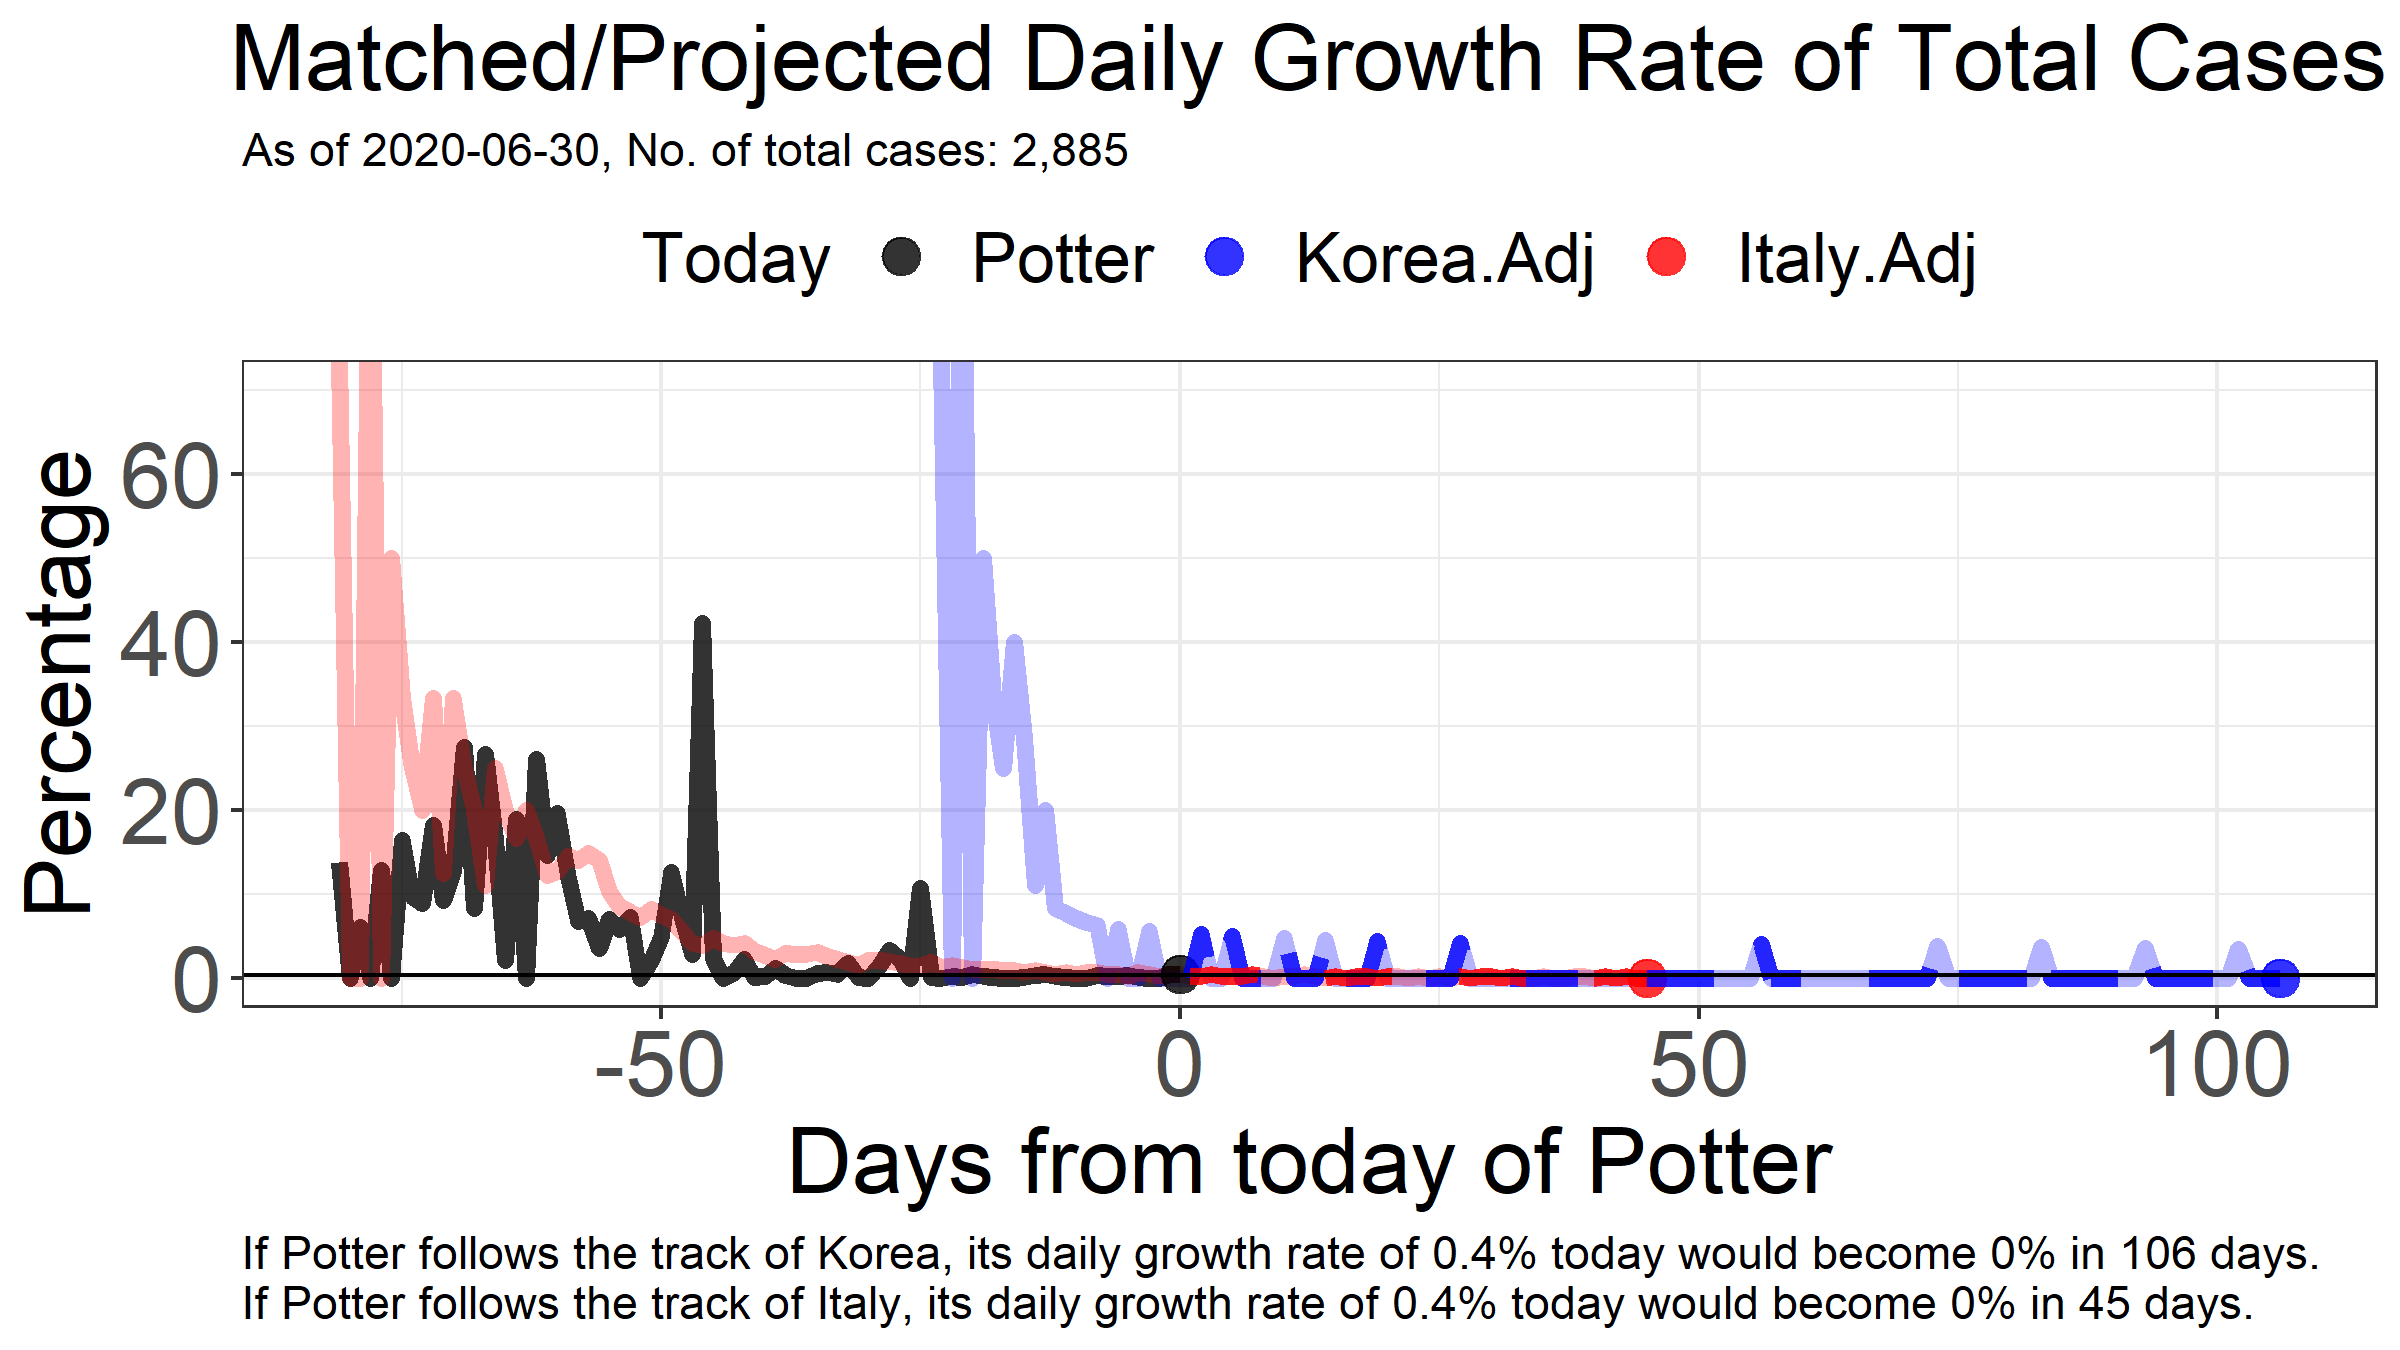 Matched/Projected Daily Growth Rate of Total Cases
As of 2020-06-30, No. of total cases: 2,885
Today Potter Korea.Adj Italy.Adj
Percentage
60
40
20
0
-50 0 50 100
Days from today of Potter
If Potter follows the track of Korea, its daily growth rate of 0.4% today would become 0% in 106 days.
If Potter follows the track of Italy, its daily growth rate of 0.4% today would become 0% in 45 days.